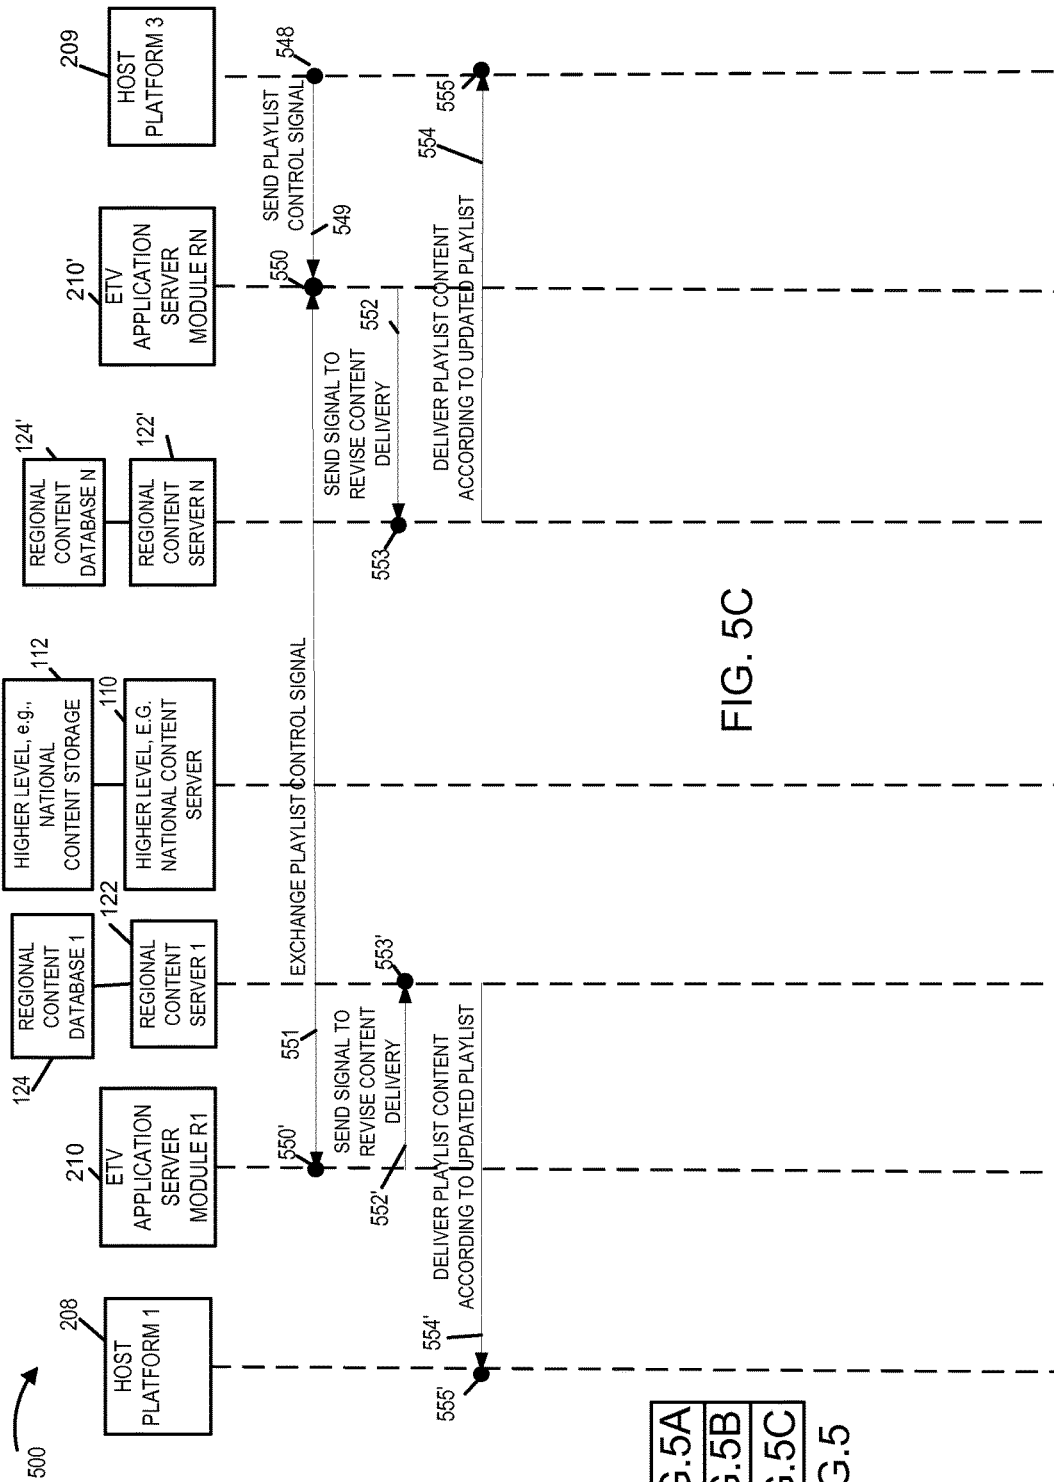 500
208
HOST
PLATFORM 1
210
ETV
APPLICATION
SERVER
MODULE R1
124
REGIONAL
CONTENT
DATABASE 1
122
REGIONAL
CONTENT
SERVER 1
112
HIGHER LEVEL, e.g.,
NATIONAL
CONTENT STORAGE
110
HIGHER LEVEL, E.G.
NATIONAL CONTENT
SERVER
124'
REGIONAL
CONTENT
DATABASE N
122'
REGIONAL
CONTENT
SERVER N
210'
ETV
APPLICATION
SERVER
MODULE RN
209
HOST
PLATFORM 3
548
SEND PLAYLIST
CONTROL SIGNAL
549
550
EXCHANGE PLAYLIST CONTROL SIGNAL
551
550'
SEND SIGNAL TO
REVISE CONTENT
DELIVERY
552'
553'
SEND SIGNAL TO
REVISE CONTENT
DELIVERY
552
553
DELIVER PLAYLIST CONTENT
ACCORDING TO UPDATED PLAYLIST
554'
555'
DELIVER PLAYLIST CONTENT
ACCORDING TO UPDATED PLAYLIST
554
555
G.5A
G.5B
G.5C
G.5
FIG. 5C